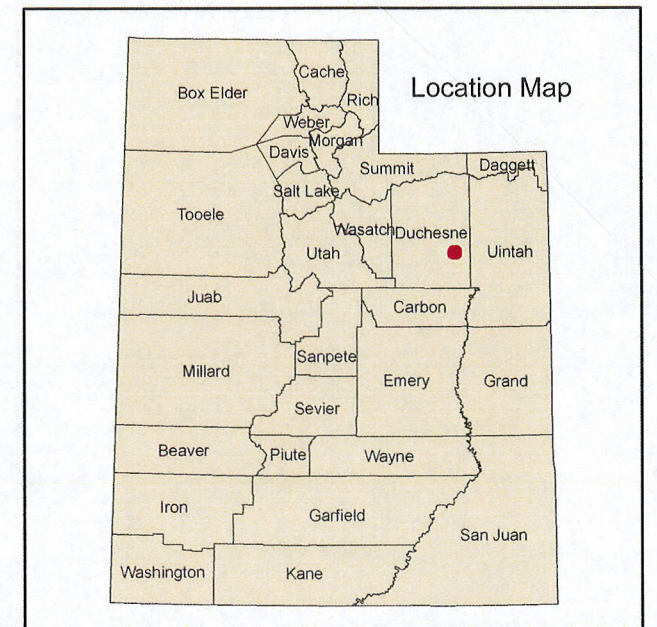 Location Map
Cache
Box Elder
Rich
Weber
Morgan
Davis
Summit
Daggett
Salt Lake
Tooele
Wasatch
Duchesne
Utah
Uintah
Juab
Carbon
Sanpete
Millard
Emery
Grand
Sevier
Beaver
Piute
Wayne
Iron
Garfield
San Juan
Washington
Kane